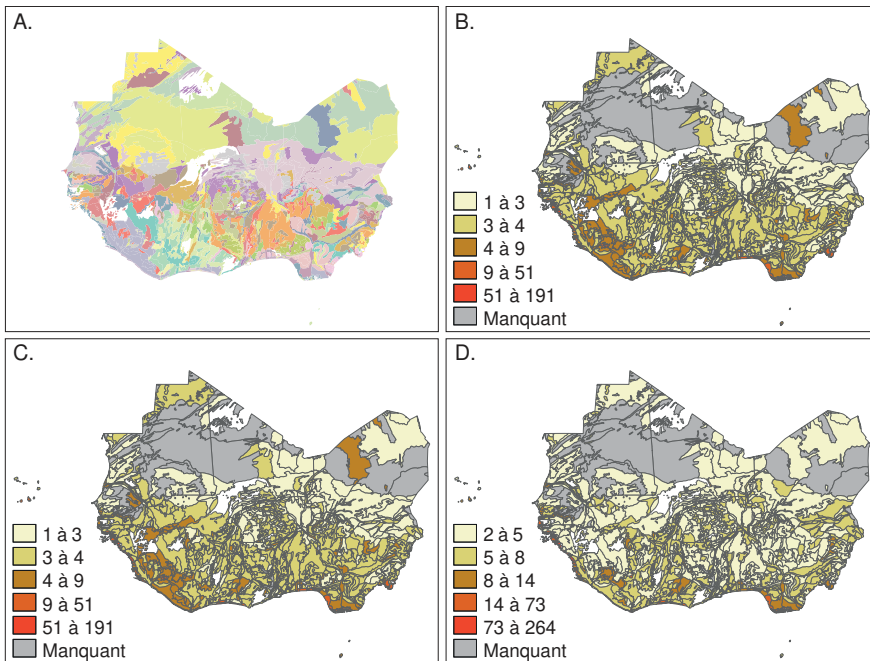 A.
B.
1 à 3
3 à 4
4 à 9
9 à 51
51 à 191
Manquant
C.
1 à 3
3 à 4
4 à 9
9 à 51
51 à 191
Manquant
D.
2 à 5
5 à 8
8 à 14
14 à 73
73 à 264
Manquant